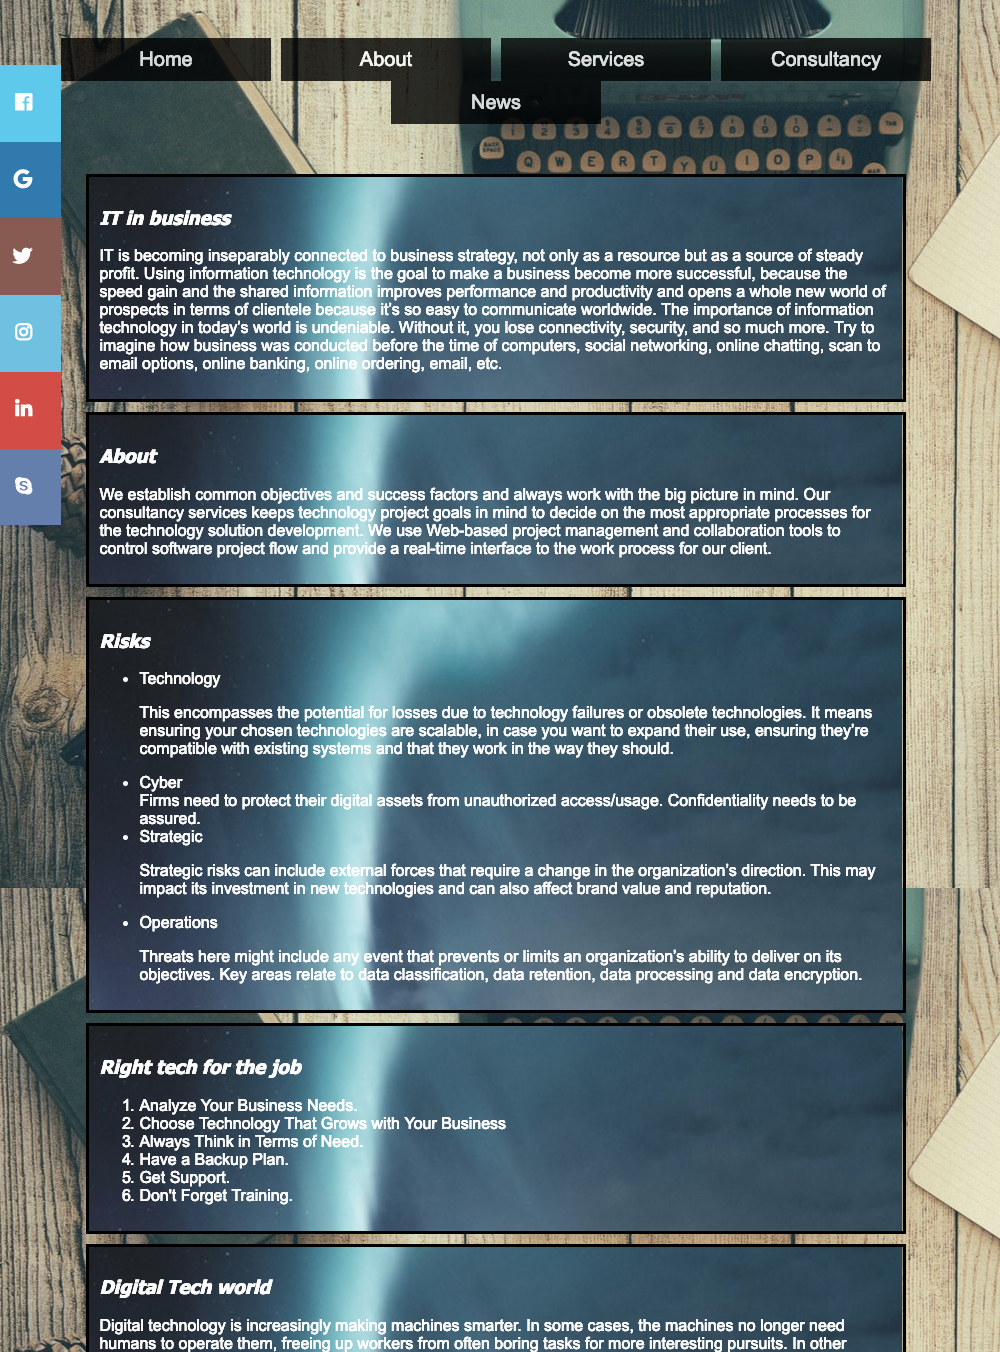 Home
About
Services
Consultancy
News
BACK SPACE
TAB
1 2 3 4 5 6 7 8 9 0
Q W E R T Y U I O P
IT in business
IT is becoming inseparably connected to business strategy, not only as a resource but as a source of steady
profit. Using information technology is the goal to make a business become more successful, because the
speed gain and the shared information improves performance and productivity and opens a whole new world of
prospects in terms of clientele because it's so easy to communicate worldwide. The importance of information
technology in today's world is undeniable. Without it, you lose connectivity, security, and so much more. Try to
imagine how business was conducted before the time of computers, social networking, online chatting, scan to
email options, online banking, online ordering, email, etc.
About
We establish common objectives and success factors and always work with the big picture in mind. Our
consultancy services keeps technology project goals in mind to decide on the most appropriate processes for
the technology solution development. We use Web-based project management and collaboration tools to
control software project flow and provide a real-time interface to the work process for our client.
Risks
• Technology
This encompasses the potential for losses due to technology failures or obsolete technologies. It means
ensuring your chosen technologies are scalable, in case you want to expand their use, ensuring they're
compatible with existing systems and that they work in the way they should.
• Cyber
Firms need to protect their digital assets from unauthorized access/usage. Confidentiality needs to be
assured.
• Strategic
Strategic risks can include external forces that require a change in the organization's direction. This may
impact its investment in new technologies and can also affect brand value and reputation.
• Operations
Threats here might include any event that prevents or limits an organization's ability to deliver on its
objectives. Key areas relate to data classification, data retention, data processing and data encryption.
Right tech for the job
1. Analyze Your Business Needs.
2. Choose Technology That Grows with Your Business
3. Always Think in Terms of Need.
4. Have a Backup Plan.
5. Get Support.
6. Don't Forget Training.
Digital Tech world
Digital technology is increasingly making machines smarter. In some cases, the machines no longer need
humans to operate them, freeing up workers from often boring tasks for more interesting pursuits. In other